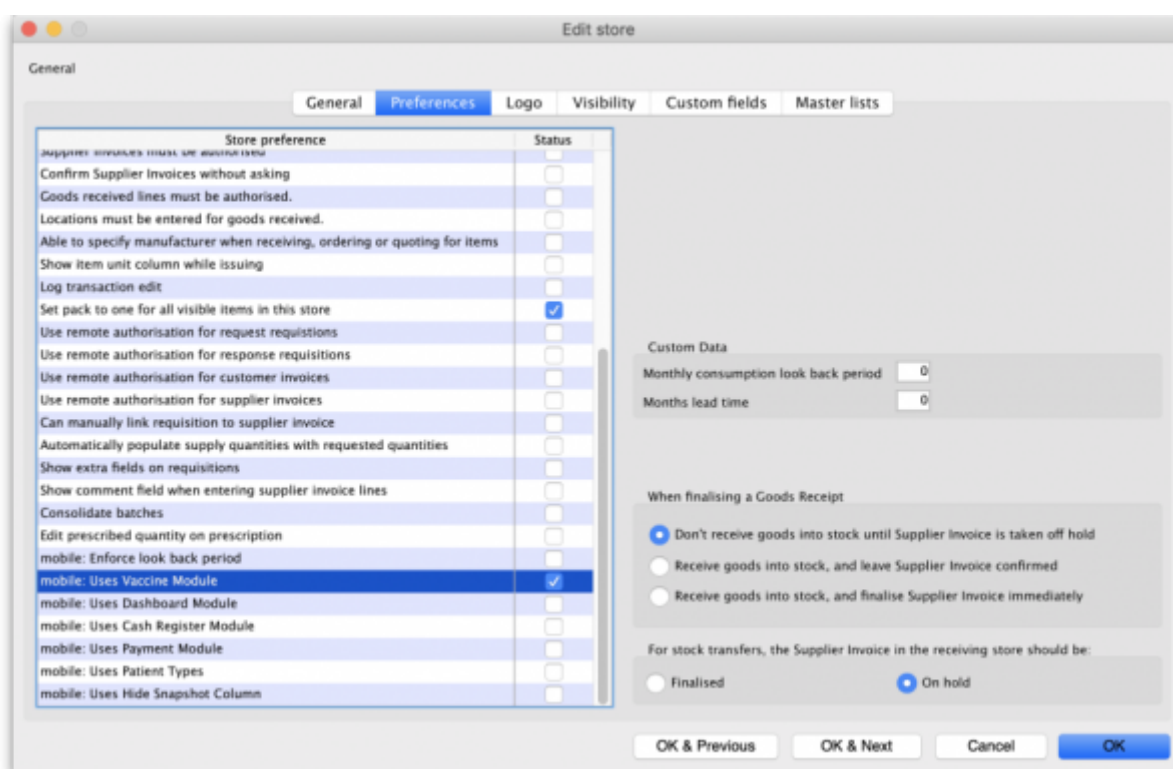 Edit store
General
General Preferences Logo Visibility Custom fields Master lists
Store preference Status
Supplier invoices must be authorised
Confirm Supplier Invoices without asking
Goods received lines must be authorised.
Locations must be entered for goods received.
Able to specify manufacturer when receiving, ordering or quoting for items
Show item unit column while issuing
Log transaction edit
Set pack to one for all visible items in this store
Use remote authorisation for request requistions
Use remote authorisation for response requisitions
Use remote authorisation for customer invoices
Use remote authorisation for supplier invoices
Can manually link requisition to supplier invoice
Automatically populate supply quantities with requested quantities
Show extra fields on requisitions
Show comment field when entering supplier invoice lines
Consolidate batches
Edit prescribed quantity on prescription
mobile: Enforce look back period
mobile: Uses Vaccine Module
mobile: Uses Dashboard Module
mobile: Uses Cash Register Module
mobile: Uses Payment Module
mobile: Uses Patient Types
mobile: Uses Hide Snapshot Column
Custom Data
Monthly consumption look back period 0
Months lead time 0
When finalising a Goods Receipt
Don't receive goods into stock until Supplier Invoice is taken off hold
Receive goods into stock, and leave Supplier Invoice confirmed
Receive goods into stock, and finalise Supplier Invoice immediately
For stock transfers, the Supplier Invoice in the receiving store should be:
Finalised On hold
OK & Previous OK & Next Cancel OK